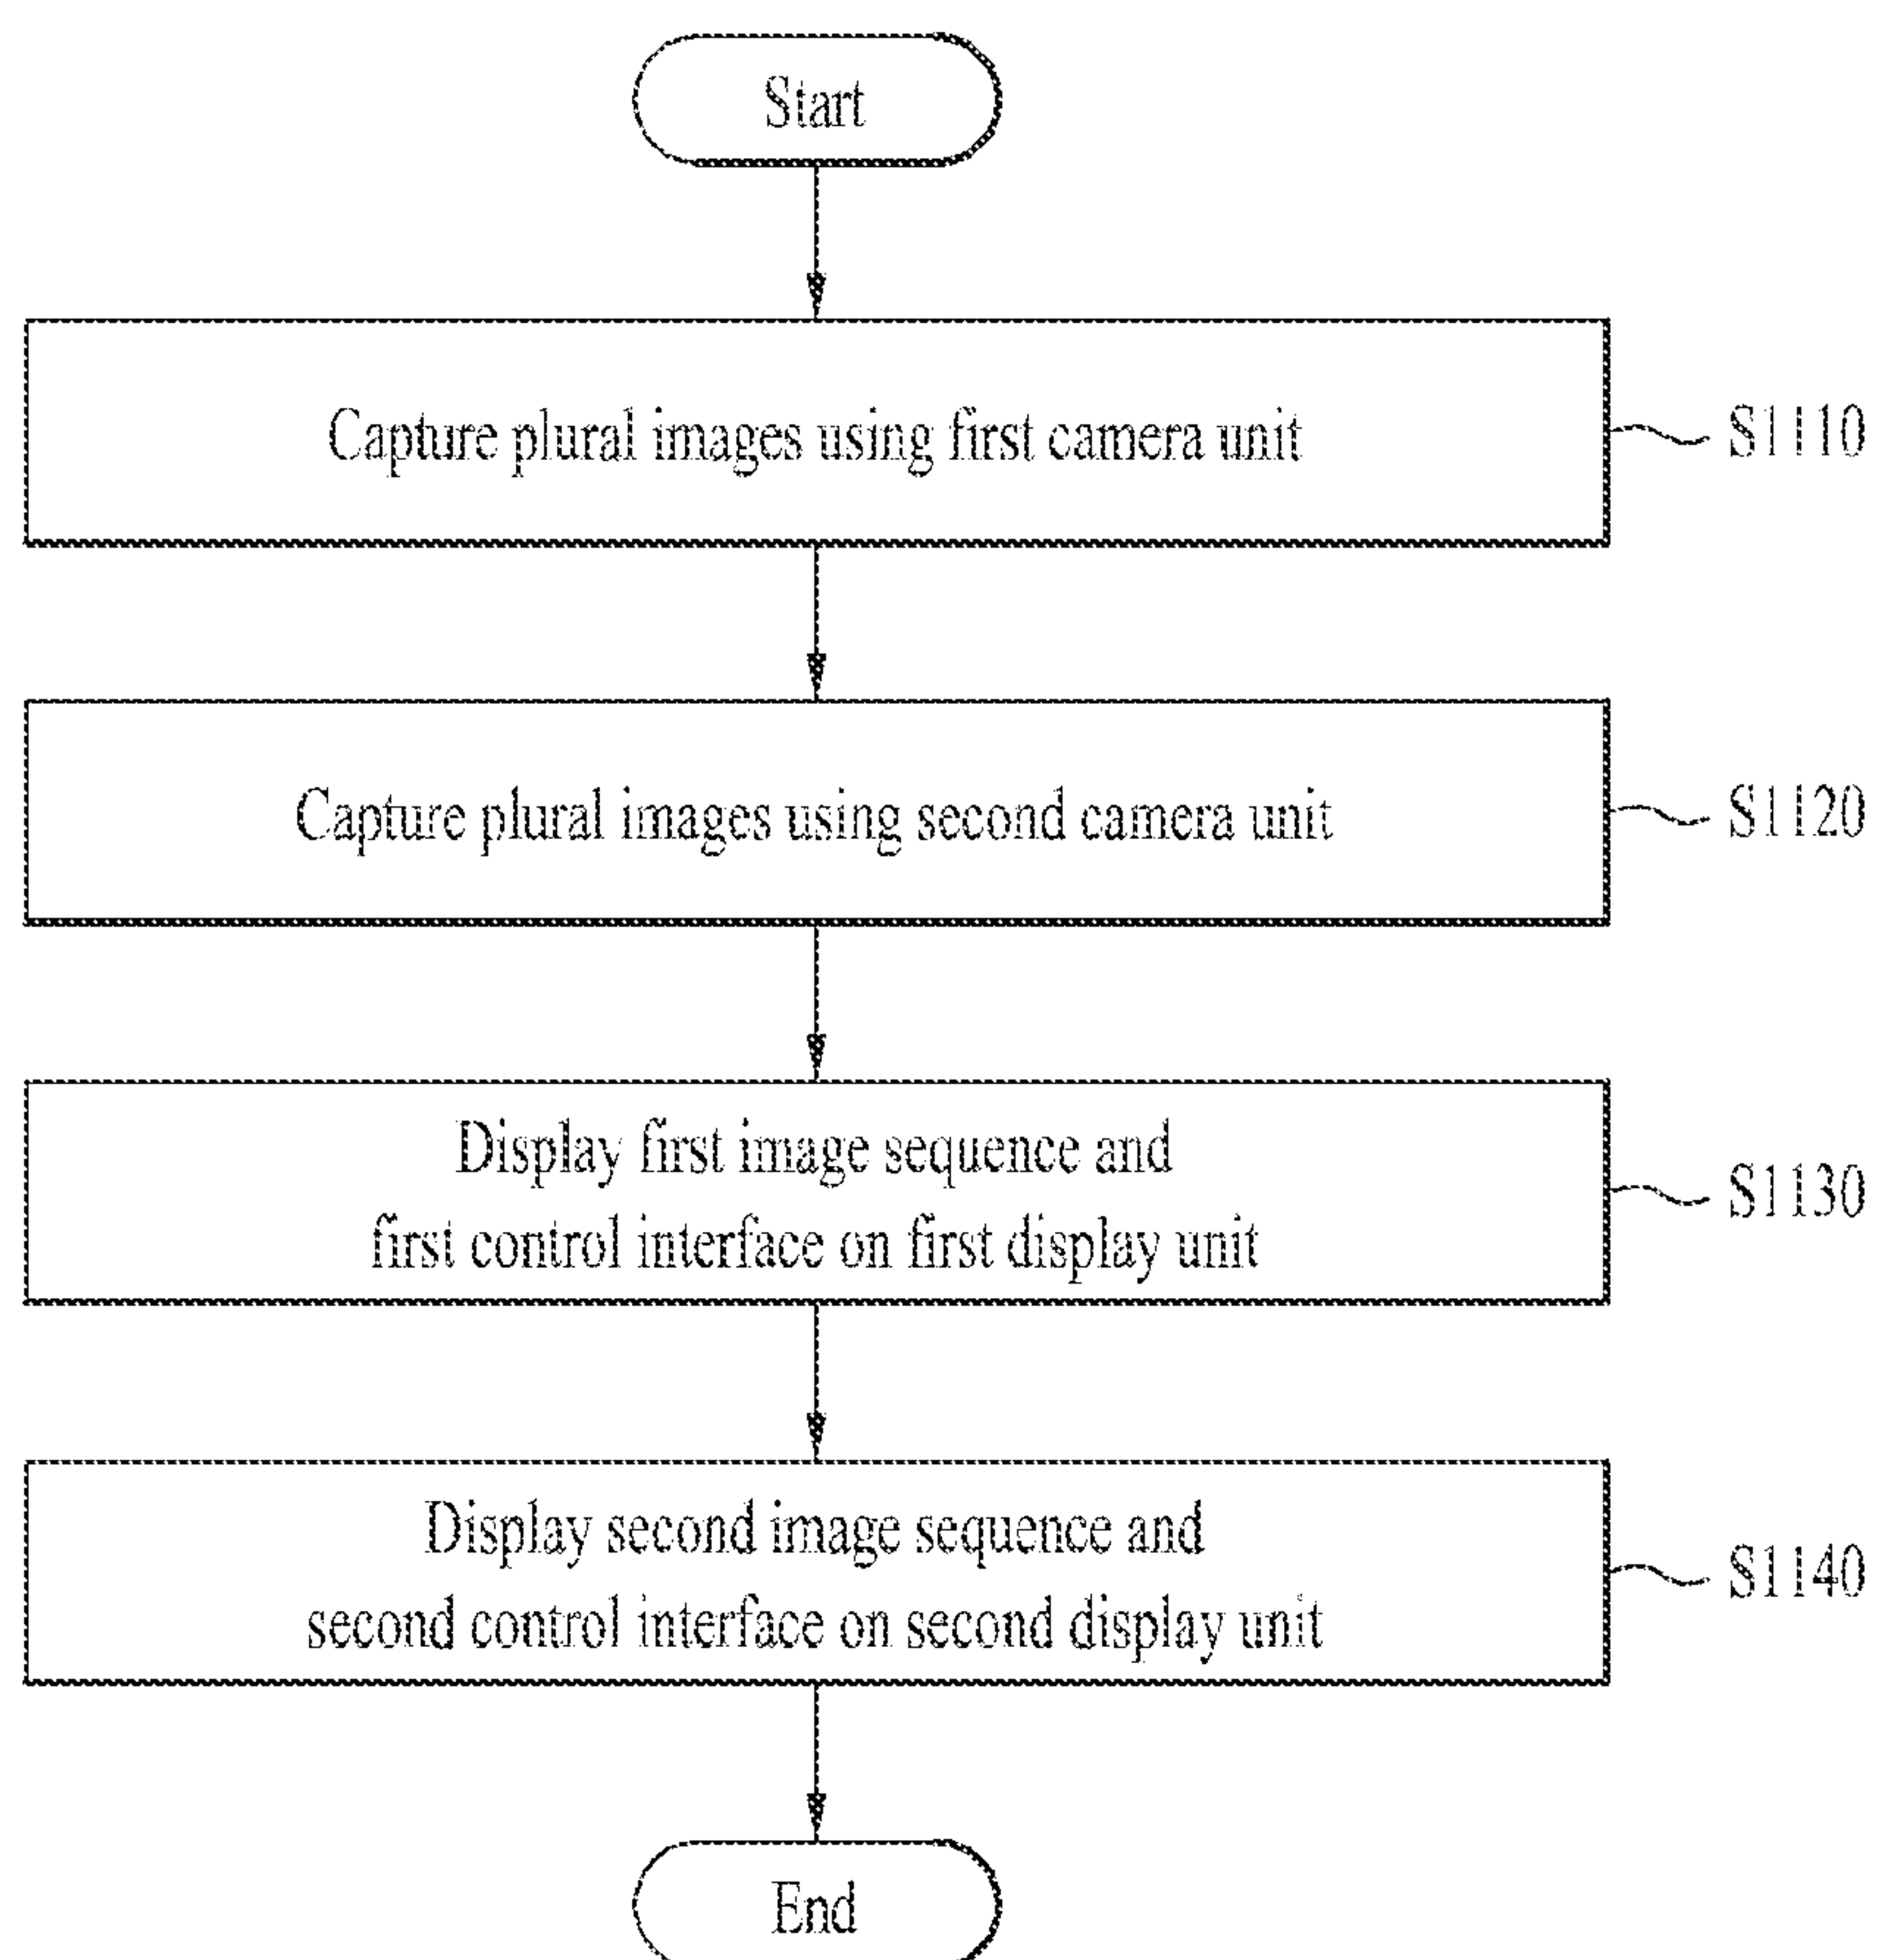 Start
Capture plural images using first camera unit
S1110
Capture plural images using second camera unit
S1120
Display first image sequence and
first control interface on first display unit
S1130
Display second image sequence and
second control interface on second display unit
S1140
End